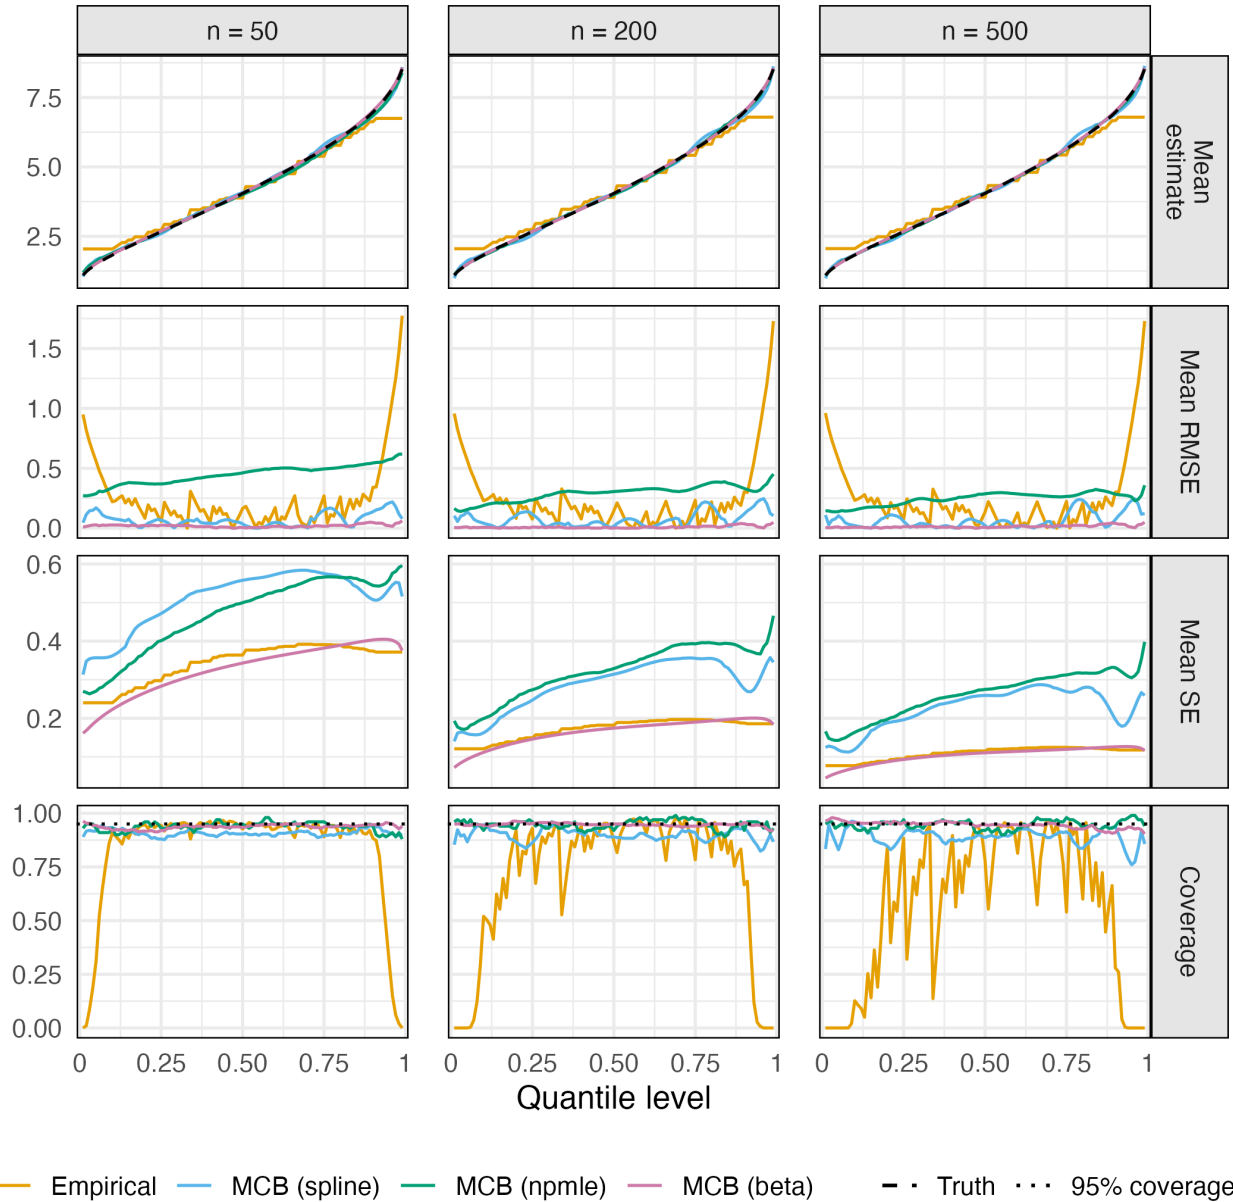 n = 50
n = 200
n = 500
7.5
5.0
2.5
Mean
estimate
1.5
1.0
0.5
0.0
Mean RMSE
0.6
0.4
0.2
Mean SE
1.00
0.75
0.50
0.25
0.00
Coverage
0 0.25 0.50 0.75 1
0 0.25 0.50 0.75 1
0 0.25 0.50 0.75 1
Quantile level
Empirical MCB (spline) MCB (npmle) MCB (beta) Truth 95% coverage